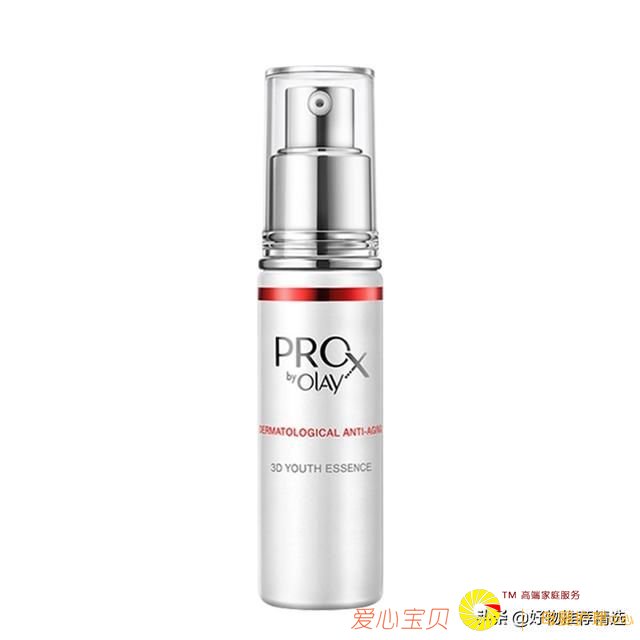 PROX
by OLAY
DERMATOLOGICAL ANTI-AGING
3D YOUTH ESSENCE
TM 高端家庭服务
爱心宝贝
头条 @好物推荐精选